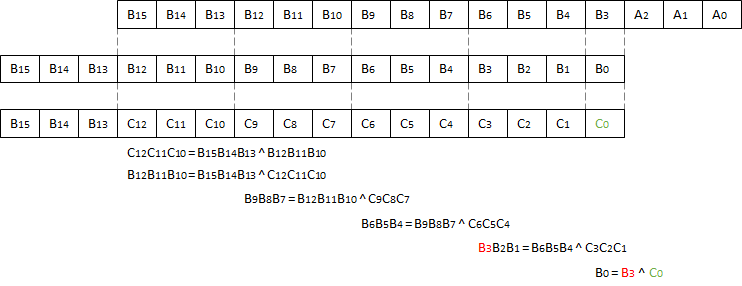 B15 B14 B13 B12 B11 B10 B9 B8 B7 B6 B5 B4 B3 A2 A1 A0
B15 B14 B13 B12 B11 B10 B9 B8 B7 B6 B5 B4 B3 B2 B1 B0
B15 B14 B13 C12 C11 C10 C9 C8 C7 C6 C5 C4 C3 C2 C1 C0
C12C11C10 = B15B14B13 ^ B12B11B10
B12B11B10 = B15B14B13 ^ C12C11C10
B9B8B7 = B12B11B10 ^ C9C8C7
B6B5B4 = B9B8B7 ^ C6C5C4
B3B2B1 = B6B5B4 ^ C3C2C1
B0 = B3 ^ C0